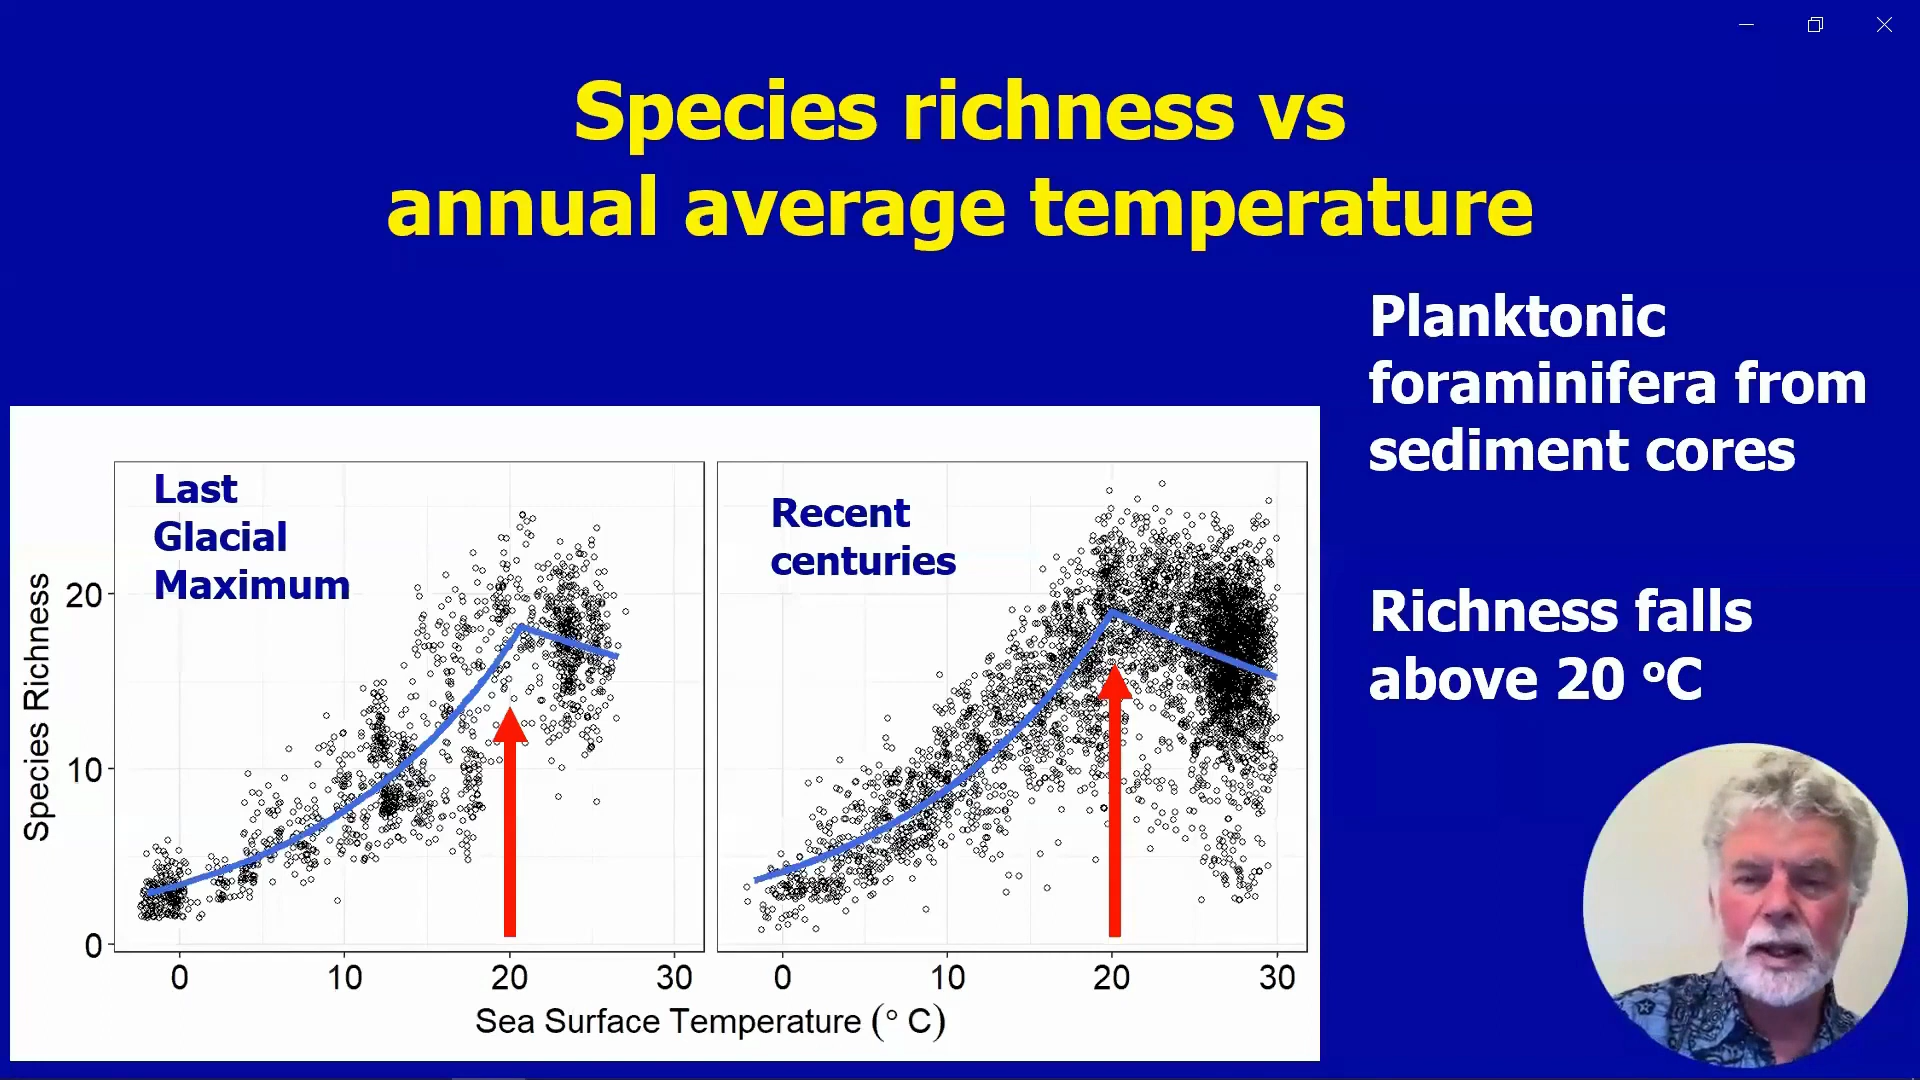 Species richness vs
annual average temperature
Planktonic
foraminifera from
sediment cores
Richness falls
above 20 ºC
Last
Glacial
Maximum
Recent
centuries
Species Richness
20
10
0
0 10 20 30
0 10 20 30
Sea Surface Temperature (° C)